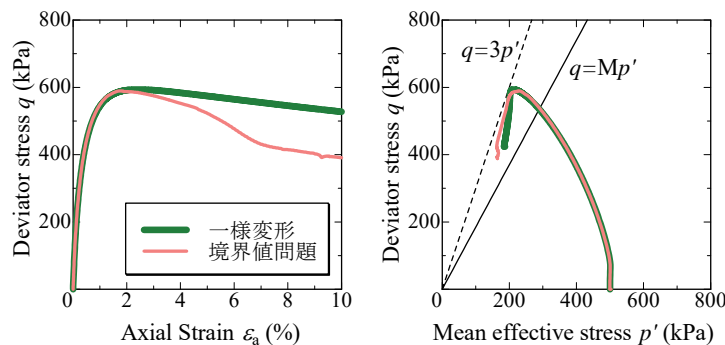 800
600
400
200
0
Deviator stress q (kPa)
一様変形
境界値問題
0 2 4 6 8 10
Axial Strain εa (%)
q=3p′
q=Mp′
800
600
400
200
Deviator stress q (kPa)
0 200 400 600 800
Mean effective stress p′ (kPa)